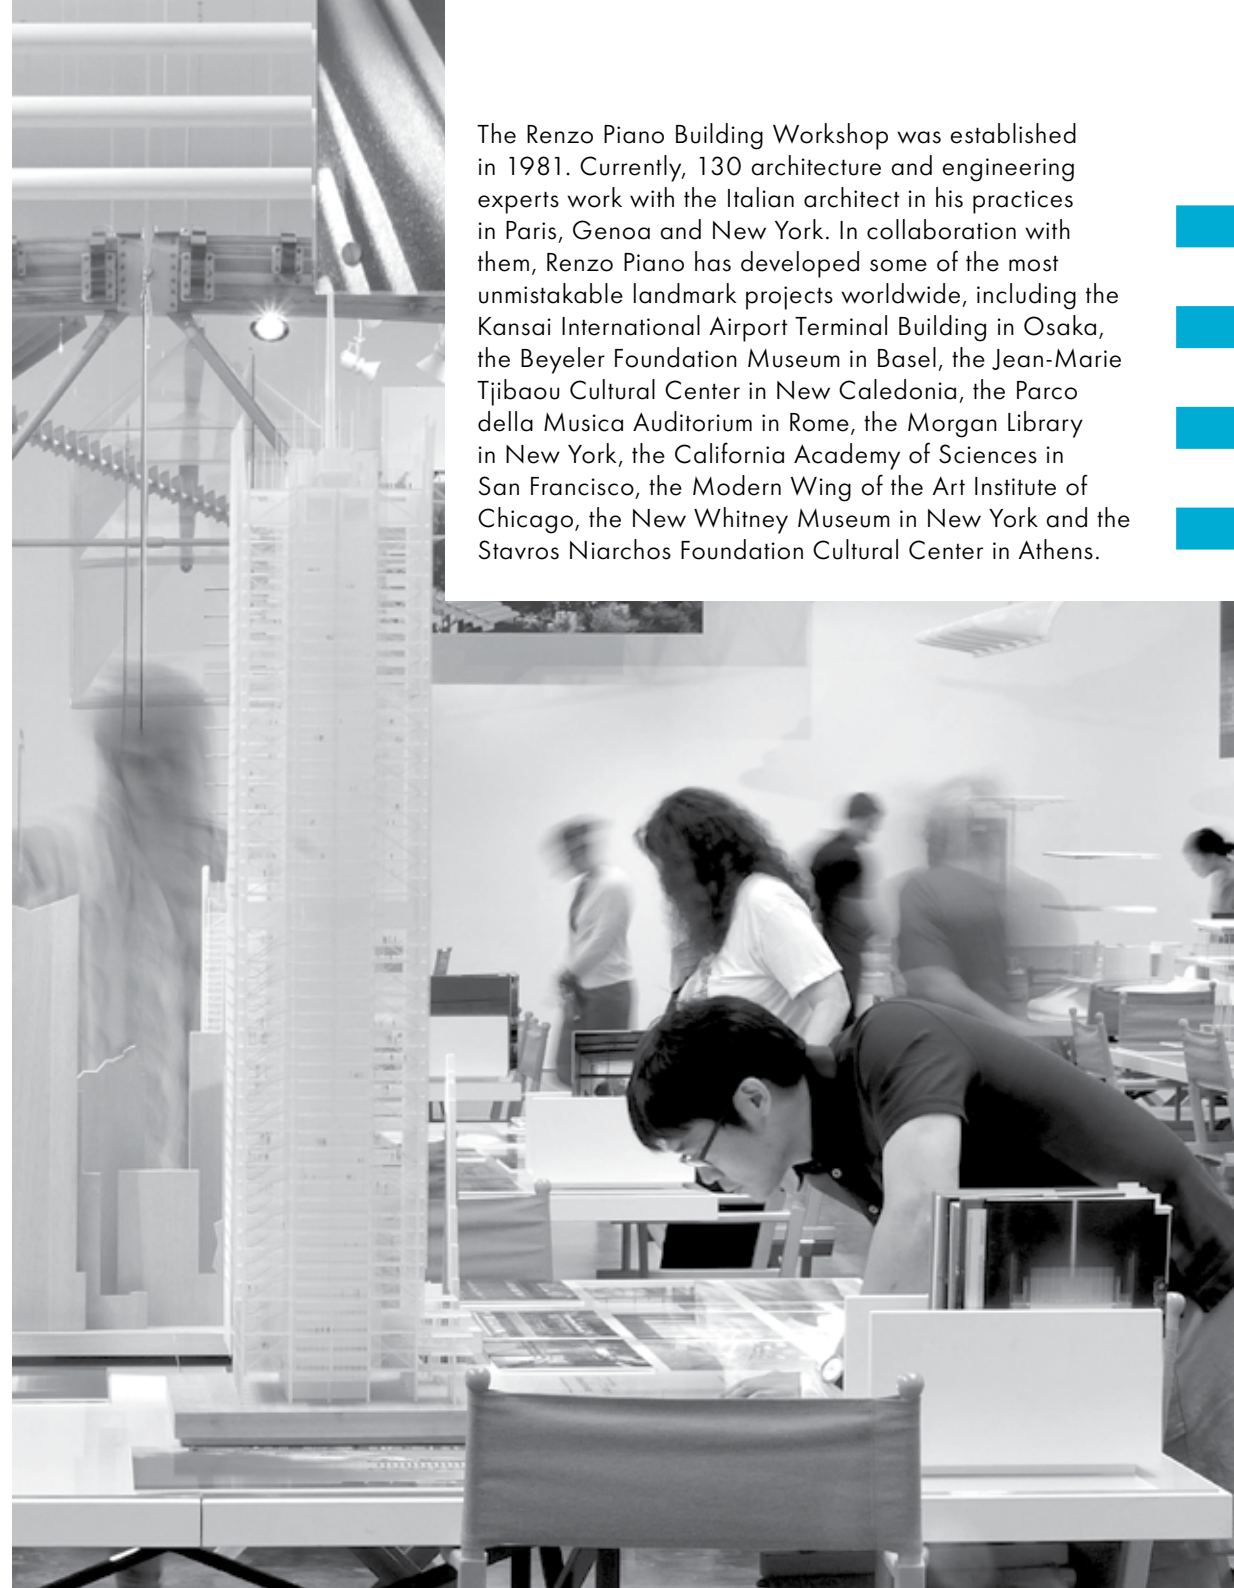 The Renzo Piano Building Workshop was established
in 1981. Currently, 130 architecture and engineering
experts work with the Italian architect in his practices
in Paris, Genoa and New York. In collaboration with
them, Renzo Piano has developed some of the most
unmistakable landmark projects worldwide, including the
Kansai International Airport Terminal Building in Osaka,
the Beyeler Foundation Museum in Basel, the Jean-Marie
Tjibaou Cultural Center in New Caledonia, the Parco
della Musica Auditorium in Rome, the Morgan Library
in New York, the California Academy of Sciences in
San Francisco, the Modern Wing of the Art Institute of
Chicago, the New Whitney Museum in New York and the
Stavros Niarchos Foundation Cultural Center in Athens.